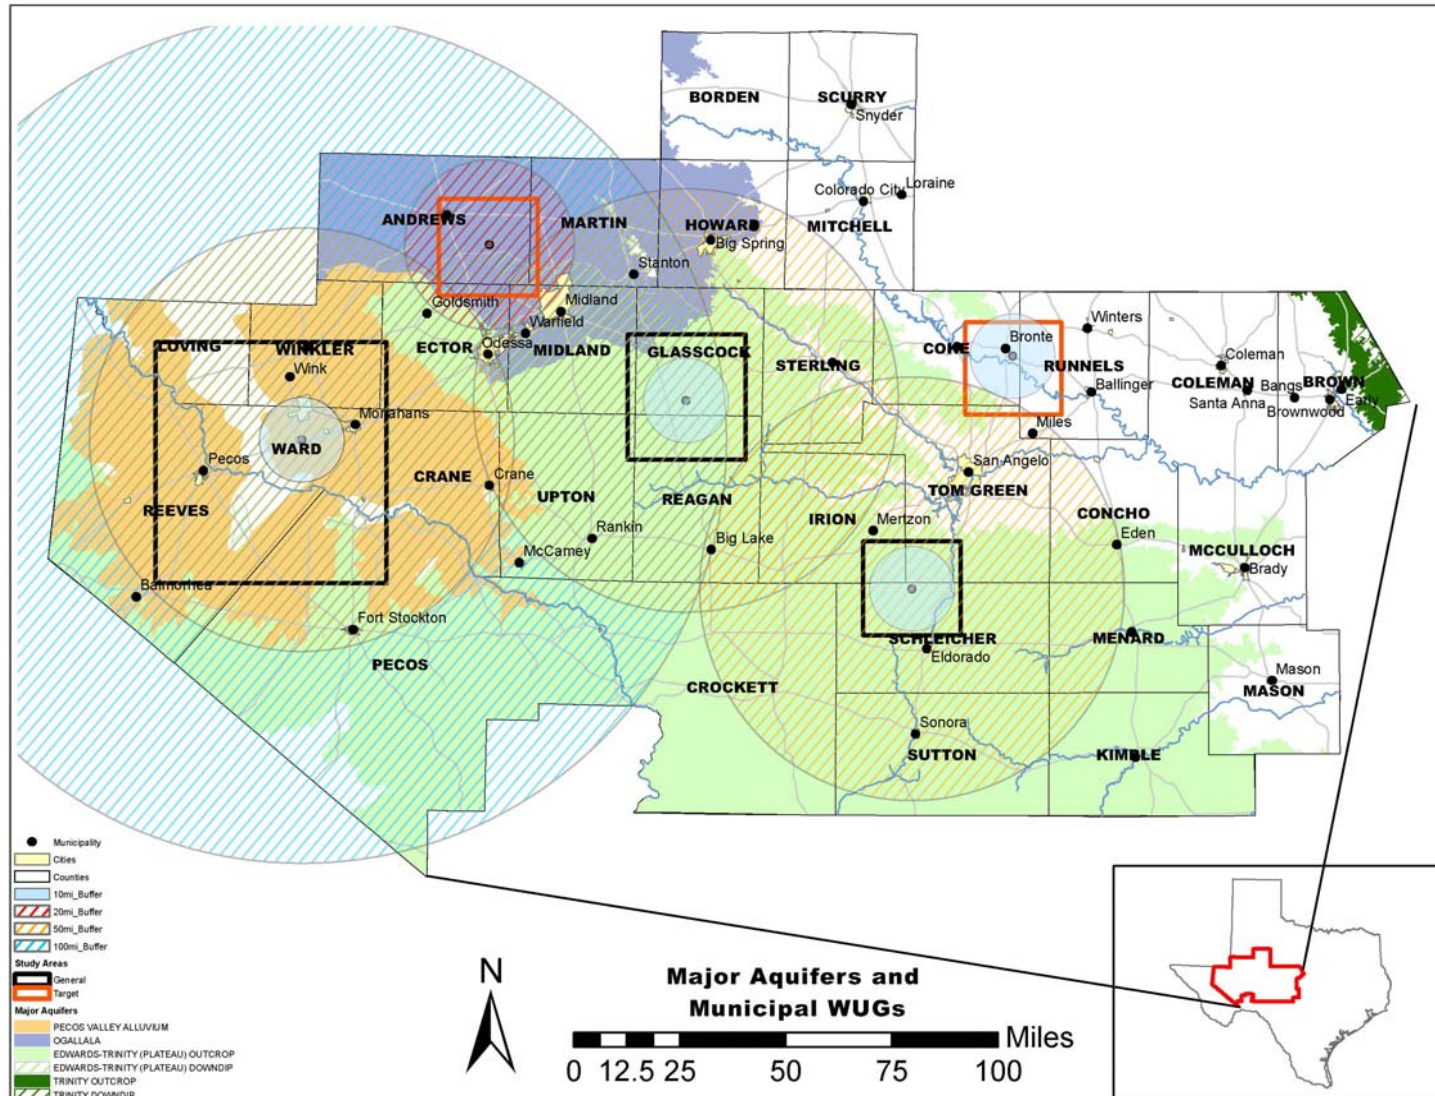 BORDEN
SCURRY
Snyder
Colorado City
Loraine
MITCHELL
ANDREWS
MARTIN
HOWARD
Big Spring
Stanton
Goldsmith
Midland
Warfield
Odessa
ECTOR
MIDLAND
GLASSCOCK
STERLING
COKE
Bronte
Winters
RUNNELS
Ballinger
Coleman
COLEMAN
Bangs
BROWN
Santa Anna
Brownwood
Early
LOVING
WINKLER
Wink
Monahans
WARD
Pecos
REEVES
CRANE
Crane
UPTON
REAGAN
Miles
San Angelo
TOM GREEN
IRION
Mertzon
CONCHO
Eden
MCCULLOCH
Brady
Rankin
Big Lake
McCamey
Balmorhea
Fort Stockton
PECOS
SCHLEICHER
Eldorado
MENARD
CROCKETT
Mason
MASON
Sonora
SUTTON
KIMBLE
Municipality
Cities
Counties
10mi_Buffer
20mi_Buffer
50mi_Buffer
100mi_Buffer
Study Areas
General
Target
Major Aquifers
PECOS VALLEY ALLUVIUM
OGALLALA
EDWARDS-TRINITY (PLATEAU) OUTCROP
EDWARDS-TRINITY (PLATEAU) DOWNDIP
TRINITY OUTCROP
TRINITY DOWNDIP
N
Major Aquifers and
Municipal WUGs
Miles
0 12.5 25 50 75 100